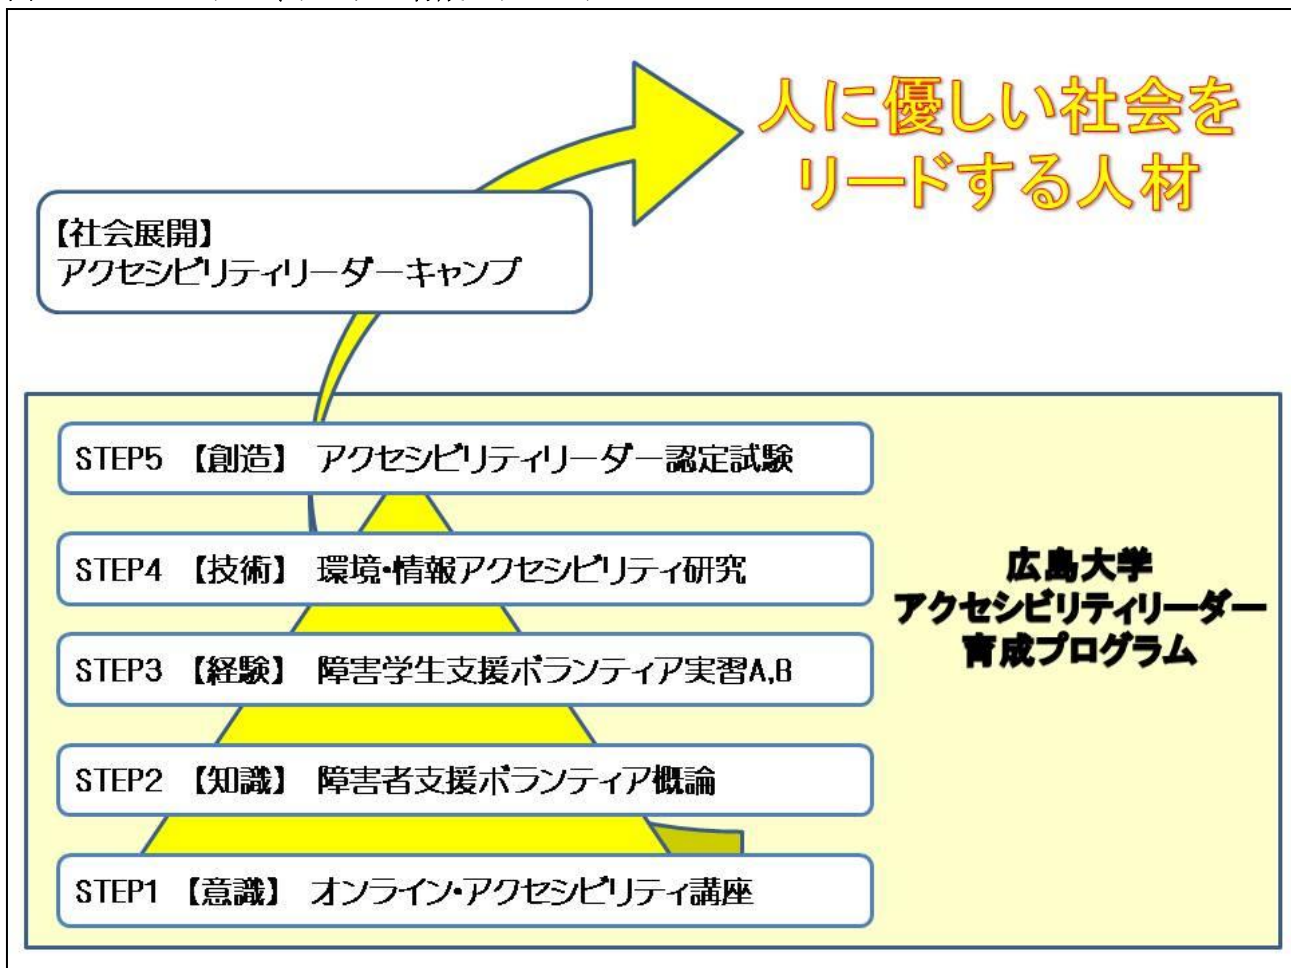 人に優しい社会を
リードする人材
【社会展開】
アクセシビリティリーダーキャンプ
STEP5 【創造】 アクセシビリティリーダー認定試験
STEP4 【技術】 環境・情報アクセシビリティ研究
STEP3 【経験】 障害学生支援ボランティア実習A,B
STEP2 【知識】 障害者支援ボランティア概論
STEP1 【意識】 オンライン・アクセシビリティ講座
広島大学
アクセシビリティリーダー
育成プログラム